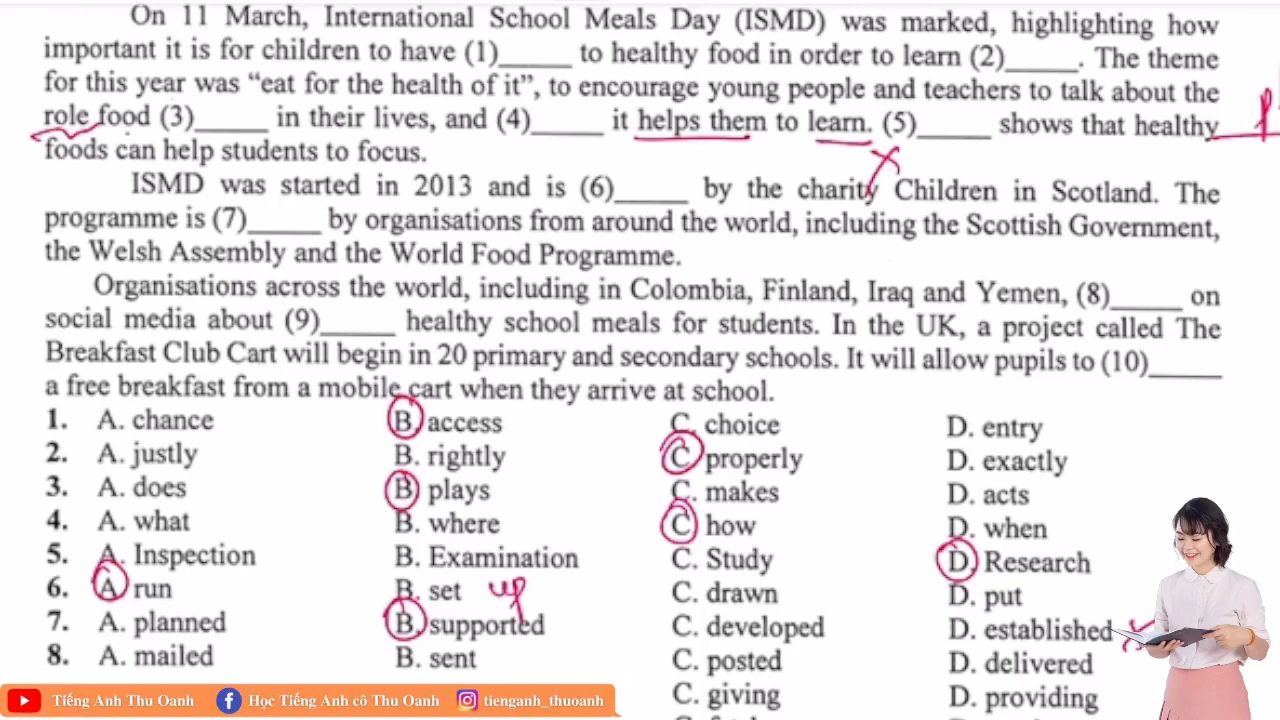 On 11 March, International School Meals Day (ISMD) was marked, highlighting how
important it is for children to have (1)______ to healthy food in order to learn (2)______. The theme
for this year was “eat for the health of it”, to encourage young people and teachers to talk about the
role food (3)______ in their lives, and (4)______ it helps them to learn. (5)______ shows that healthy
foods can help students to focus.
ISMD was started in 2013 and is (6)______ by the charity Children in Scotland. The
programme is (7)______ by organisations from around the world, including the Scottish Government,
the Welsh Assembly and the World Food Programme.
Organisations across the world, including in Colombia, Finland, Iraq and Yemen, (8)______ on
social media about (9)______ healthy school meals for students. In the UK, a project called The
Breakfast Club Cart will begin in 20 primary and secondary schools. It will allow pupils to (10)______
a free breakfast from a mobile cart when they arrive at school.
1. A. chance B. access C. choice D. entry
2. A. justly B. rightly C. properly D. exactly
3. A. does B. plays C. makes D. acts
4. A. what B. where C. how D. when
5. A. Inspection B. Examination C. Study D. Research
6. A. run B. set up C. drawn D. put
7. A. planned B. supported C. developed D. established
8. A. mailed B. sent C. posted D. delivered
C. giving D. providing
Tiếng Anh Thu Oanh Học Tiếng Anh cô Thu Oanh tienganh_thuoanh